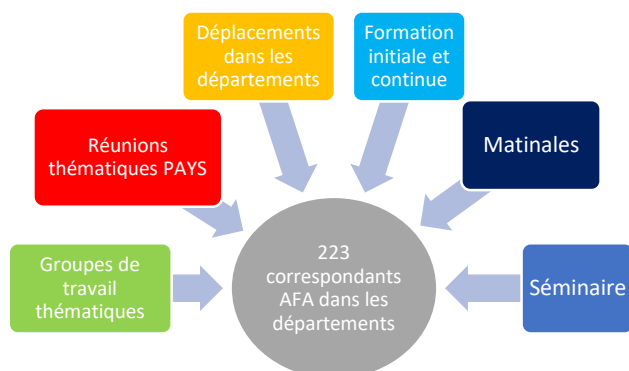 Déplacements
dans les
départements
Formation
initiale et
continue
Réunions
thématiques PAYS
Matinales
Groupes de
travail
thématiques
223
correspondants
AFA dans les
départements
Séminaire